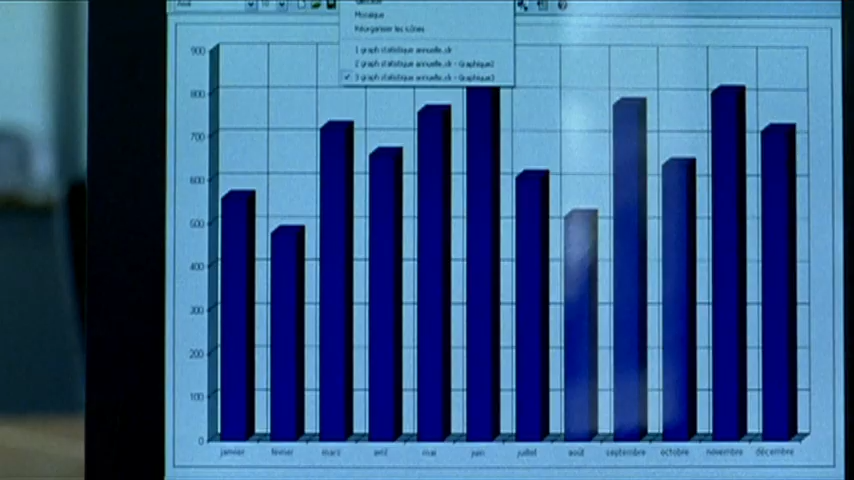 Mosaïque
Réorganiser les icônes
1 graph statistique annuelle.clr
2 graph statistique annuelle.clr - Graphique2
3 graph statistique annuelle.clr - Graphique3
900
800
700
600
500
400
300
200
100
0
janvier février mars avril mai juin juillet août septembre octobre novembre décembre